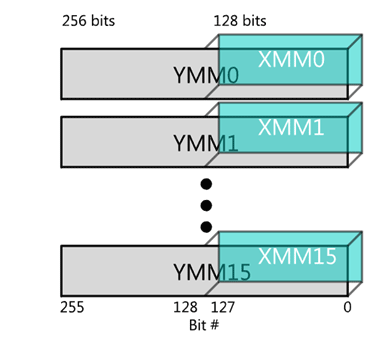 256 bits 128 bits
XMM0
YMM0
XMM1
YMM1
XMM15
YMM15
255 128 127 0
Bit #